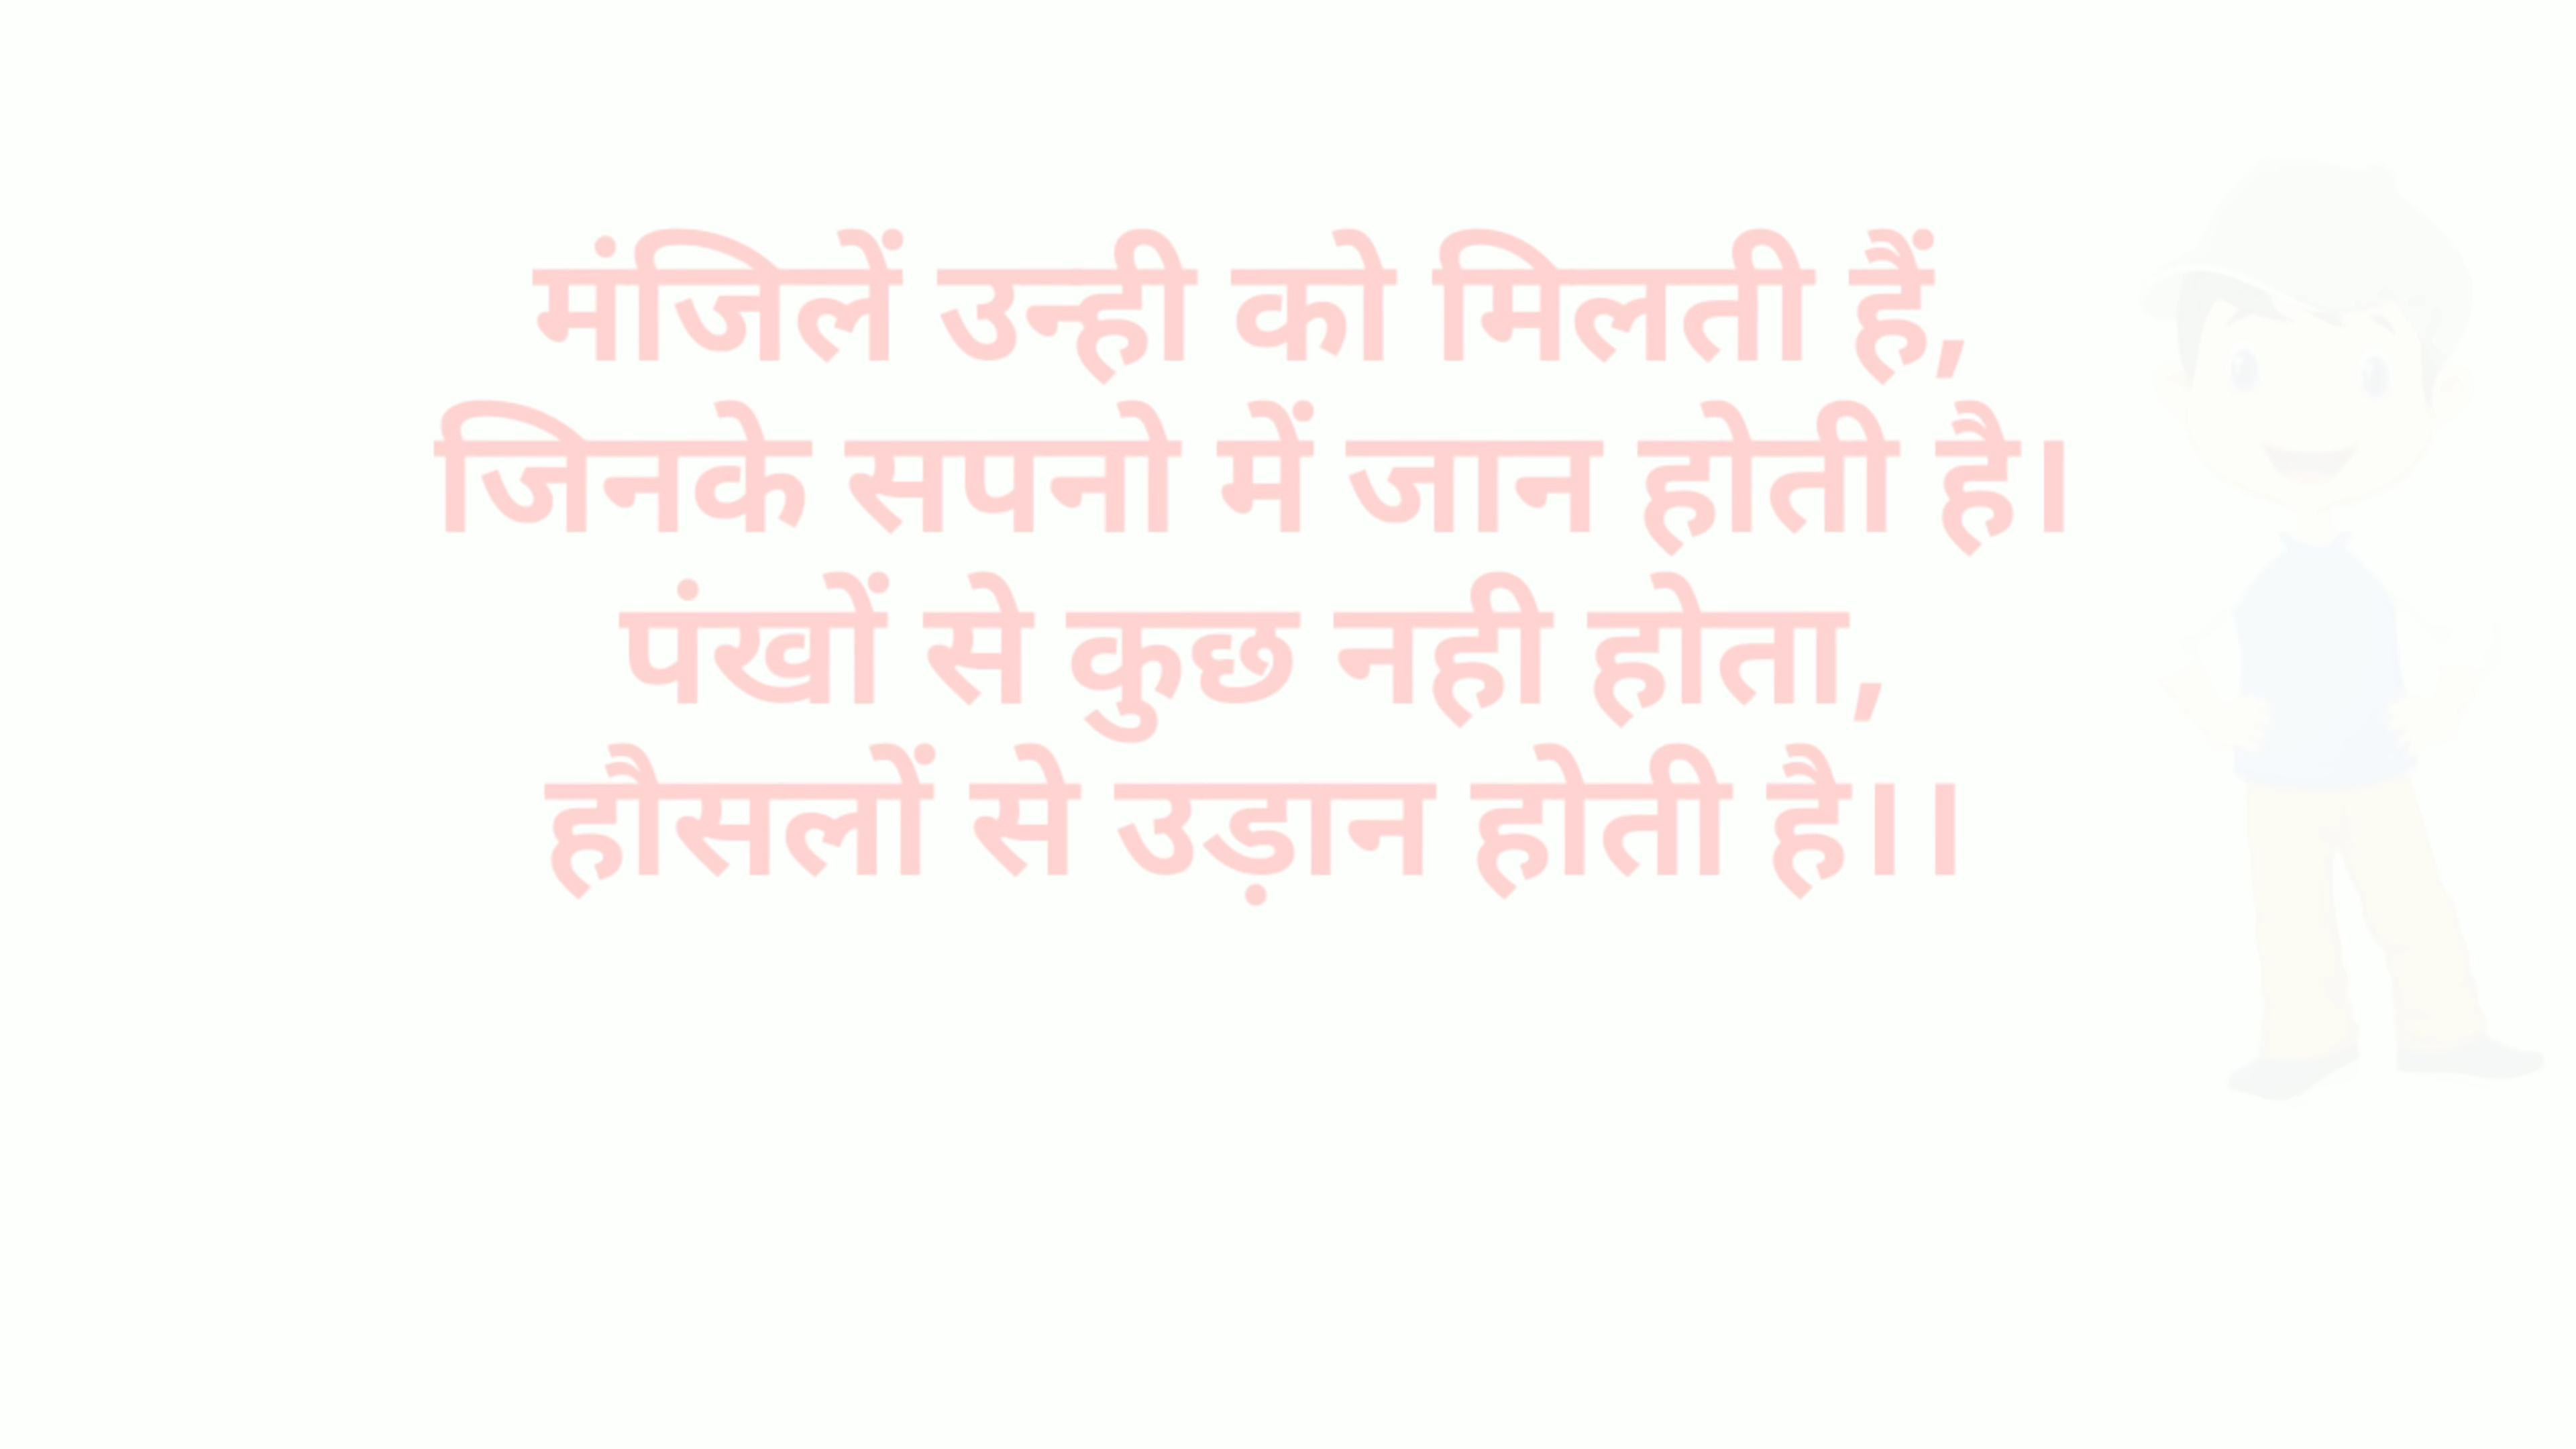 मंजिलें उन्ही को मिलती हैं,
जिनके सपनो में जान होती है।
पंखों से कुछ नही होता,
हौसलों से उड़ान होती है।।